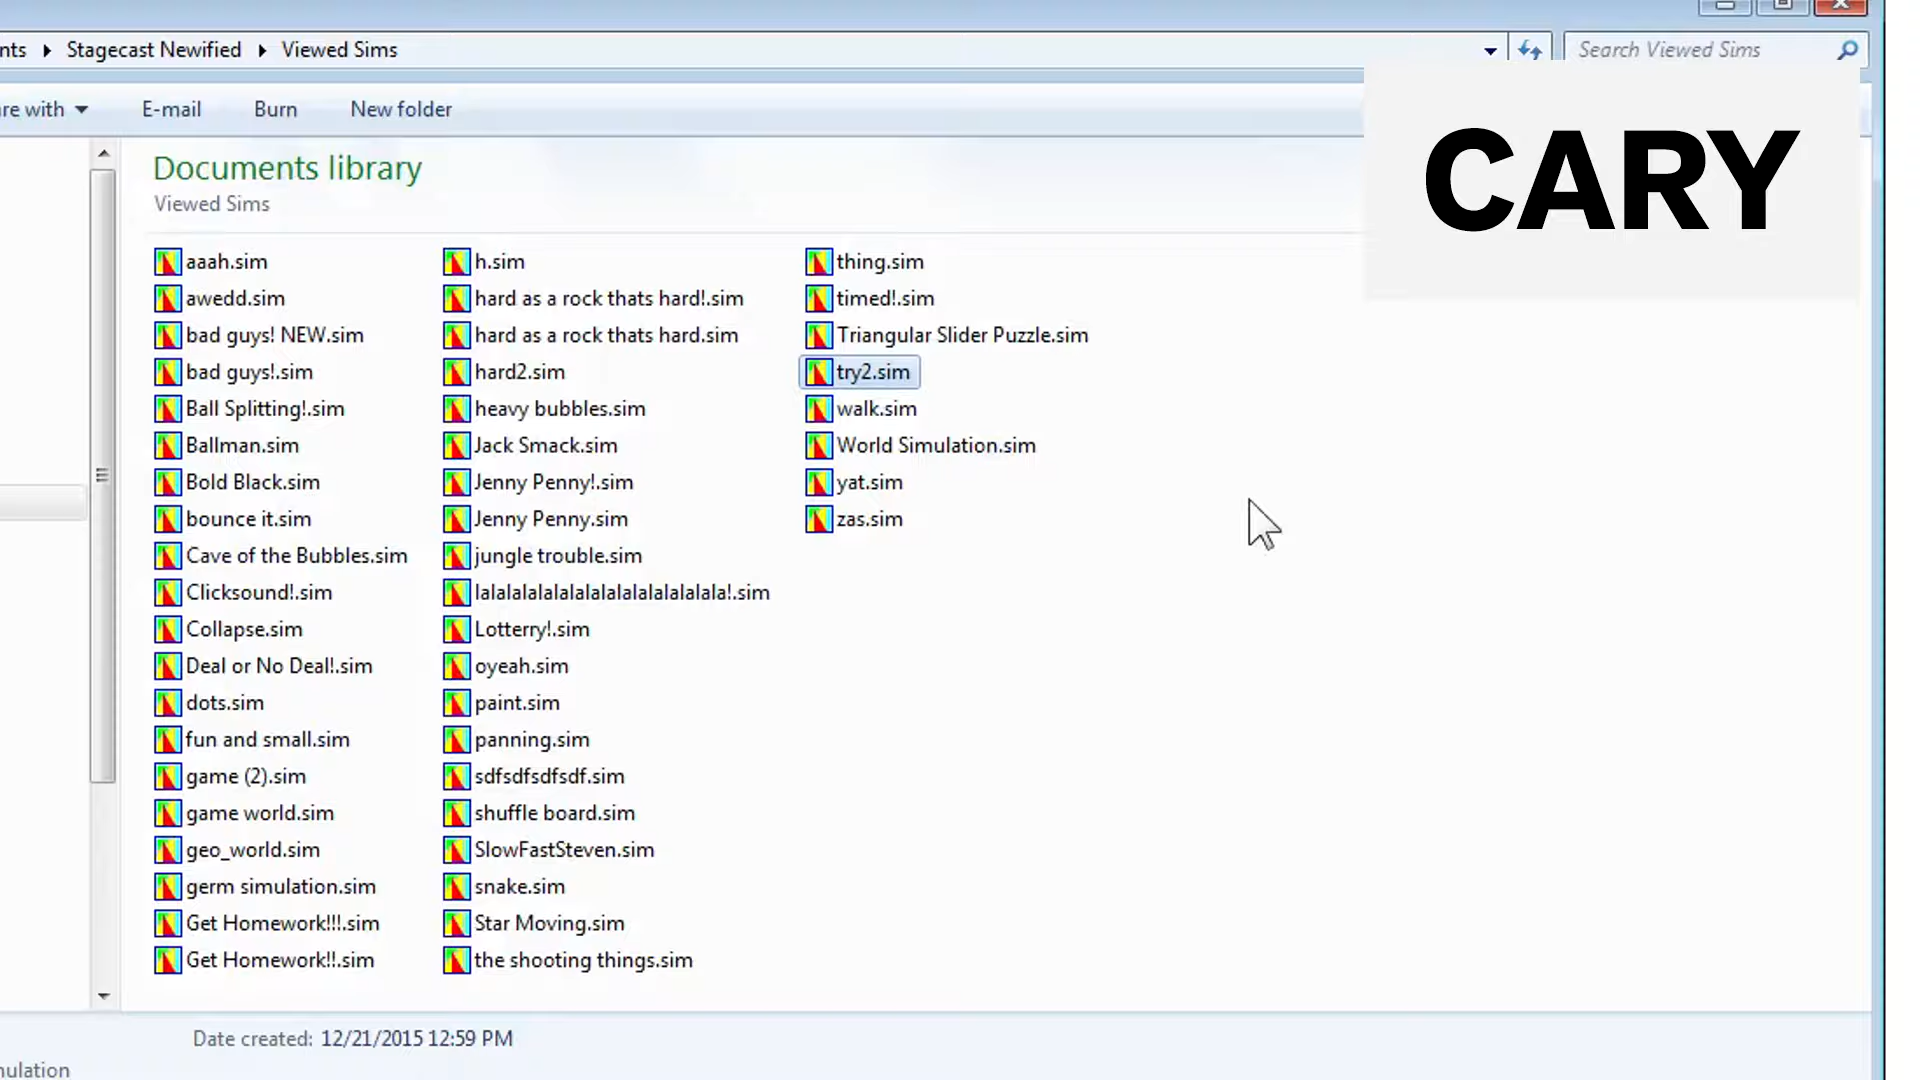 nts Stagecast Newified Viewed Sims Search Viewed Sims
re with E-mail Burn New folder
CARY
Documents library
Viewed Sims
aaah.sim
awedd.sim
bad guys! NEW.sim
bad guys!.sim
Ball Splitting!.sim
Ballman.sim
Bold Black.sim
bounce it.sim
Cave of the Bubbles.sim
Clicksound!.sim
Collapse.sim
Deal or No Deal!.sim
dots.sim
fun and small.sim
game (2).sim
game world.sim
geo_world.sim
germ simulation.sim
Get Homework!!!.sim
Get Homework!!.sim
h.sim
hard as a rock thats hard!.sim
hard as a rock thats hard.sim
hard2.sim
heavy bubbles.sim
Jack Smack.sim
Jenny Penny!.sim
Jenny Penny.sim
jungle trouble.sim
lalalalalalalalalalalalalalala!.sim
Lotterry!.sim
oyeah.sim
paint.sim
panning.sim
sdfsdfsdfsdf.sim
shuffle board.sim
SlowFastSteven.sim
snake.sim
Star Moving.sim
the shooting things.sim
thing.sim
timed!.sim
Triangular Slider Puzzle.sim
try2.sim
walk.sim
World Simulation.sim
yat.sim
zas.sim
Date created: 12/21/2015 12:59 PM
nulation